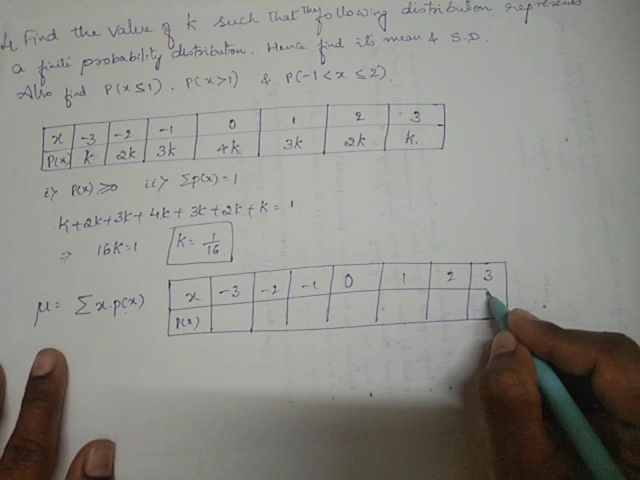 4. Find the value of k such that the following distribution represents
a finite probability distribution. Hence find its mean & S.D.
Also find P(x≤1), P(x>1) & P(-1<x≤2).
x -3 -2 -1 0 1 2 3
P(x) k 2k 3k 4k 3k 2k k.
i> P(x)≥0 ii> ΣP(x)=1
k+2k+3k+4k+3k+2k+k=1
⇒ 16k=1 k=1/16
μ= Σx.p(x)
x -3 -2 -1 0 1 2 3
P(x)